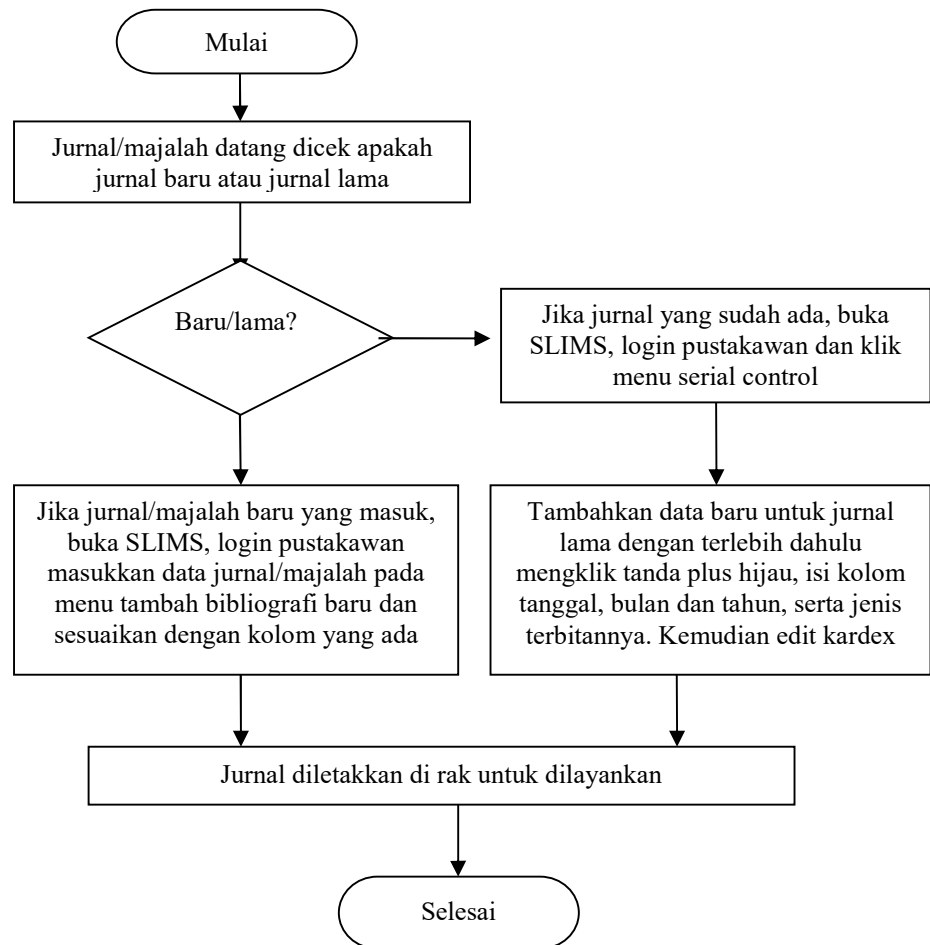 Mulai
Jurnal/majalah datang dicek apakah
jurnal baru atau jurnal lama
Baru/lama?
Jika jurnal yang sudah ada, buka
SLIMS, login pustakawan dan klik
menu serial control
Jika jurnal/majalah baru yang masuk,
buka SLIMS, login pustakawan
masukkan data jurnal/majalah pada
menu tambah bibliografi baru dan
sesuaikan dengan kolom yang ada
Tambahkan data baru untuk jurnal
lama dengan terlebih dahulu
mengklik tanda plus hijau, isi kolom
tanggal, bulan dan tahun, serta jenis
terbitannya. Kemudian edit kardex
Jurnal diletakkan di rak untuk dilayankan
Selesai